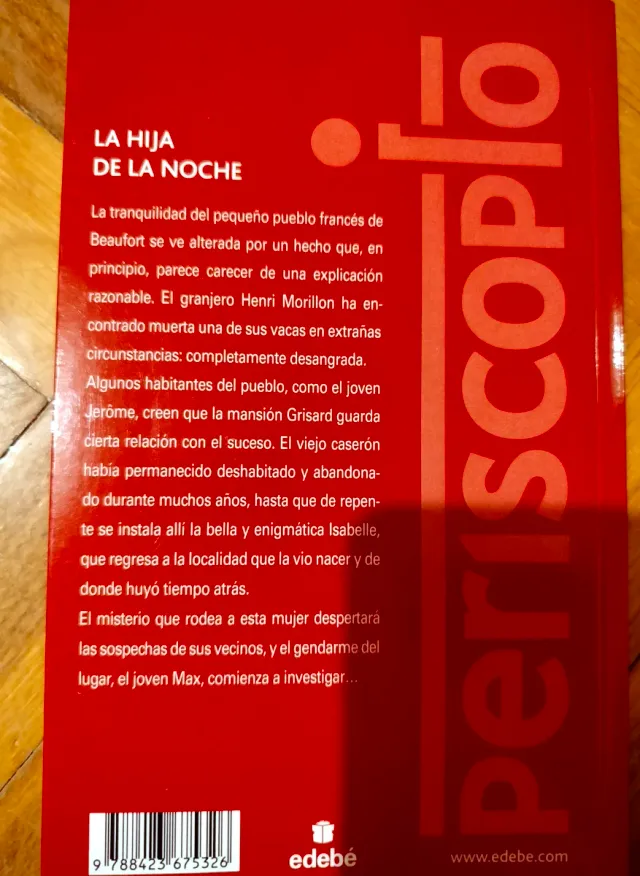 LA HIJA
DE LA NOCHE
La tranquilidad del pequeño pueblo francés de
Beaufort se ve alterada por un hecho que, en
principio, parece carecer de una explicación
razonable. El granjero Henri Morillon ha en-
contrado muerta una de sus vacas en extrañas
circunstancias: completamente desangrada.
Algunos habitantes del pueblo, como el joven
Jerôme, creen que la mansión Grisard guarda
cierta relación con el suceso. El viejo caserón
había permanecido deshabitado y abandona-
do durante muchos años, hasta que de repen-
te se instala allí la bella y enigmática Isabelle,
que regresa a la localidad que la vio nacer y de
donde huyó tiempo atrás.
El misterio que rodea a esta mujer despertará
las sospechas de sus vecinos, y el gendarme del
lugar, el joven Max, comienza a investigar...
periscopio
9 788423 675326
edebé
www.edebe.com